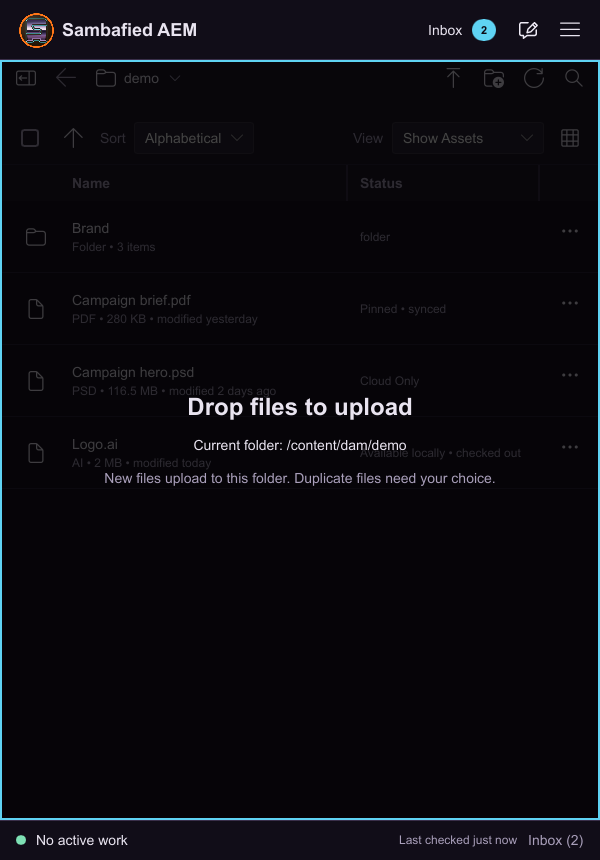 Sambafied AEM
Inbox 2
demo
Sort Alphabetical View Show Assets
Name Status
Brand
Folder • 3 items
folder
Campaign brief.pdf
PDF • 280 KB • modified yesterday
Pinned • synced
Campaign hero.psd
PSD • 116.5 MB • modified 2 days ago
Cloud Only
Drop files to upload
Logo.ai
AI • 2 MB • modified today
Current folder: /content/dam/demo
Available locally • checked out
New files upload to this folder. Duplicate files need your choice.
No active work
Last checked just now Inbox (2)